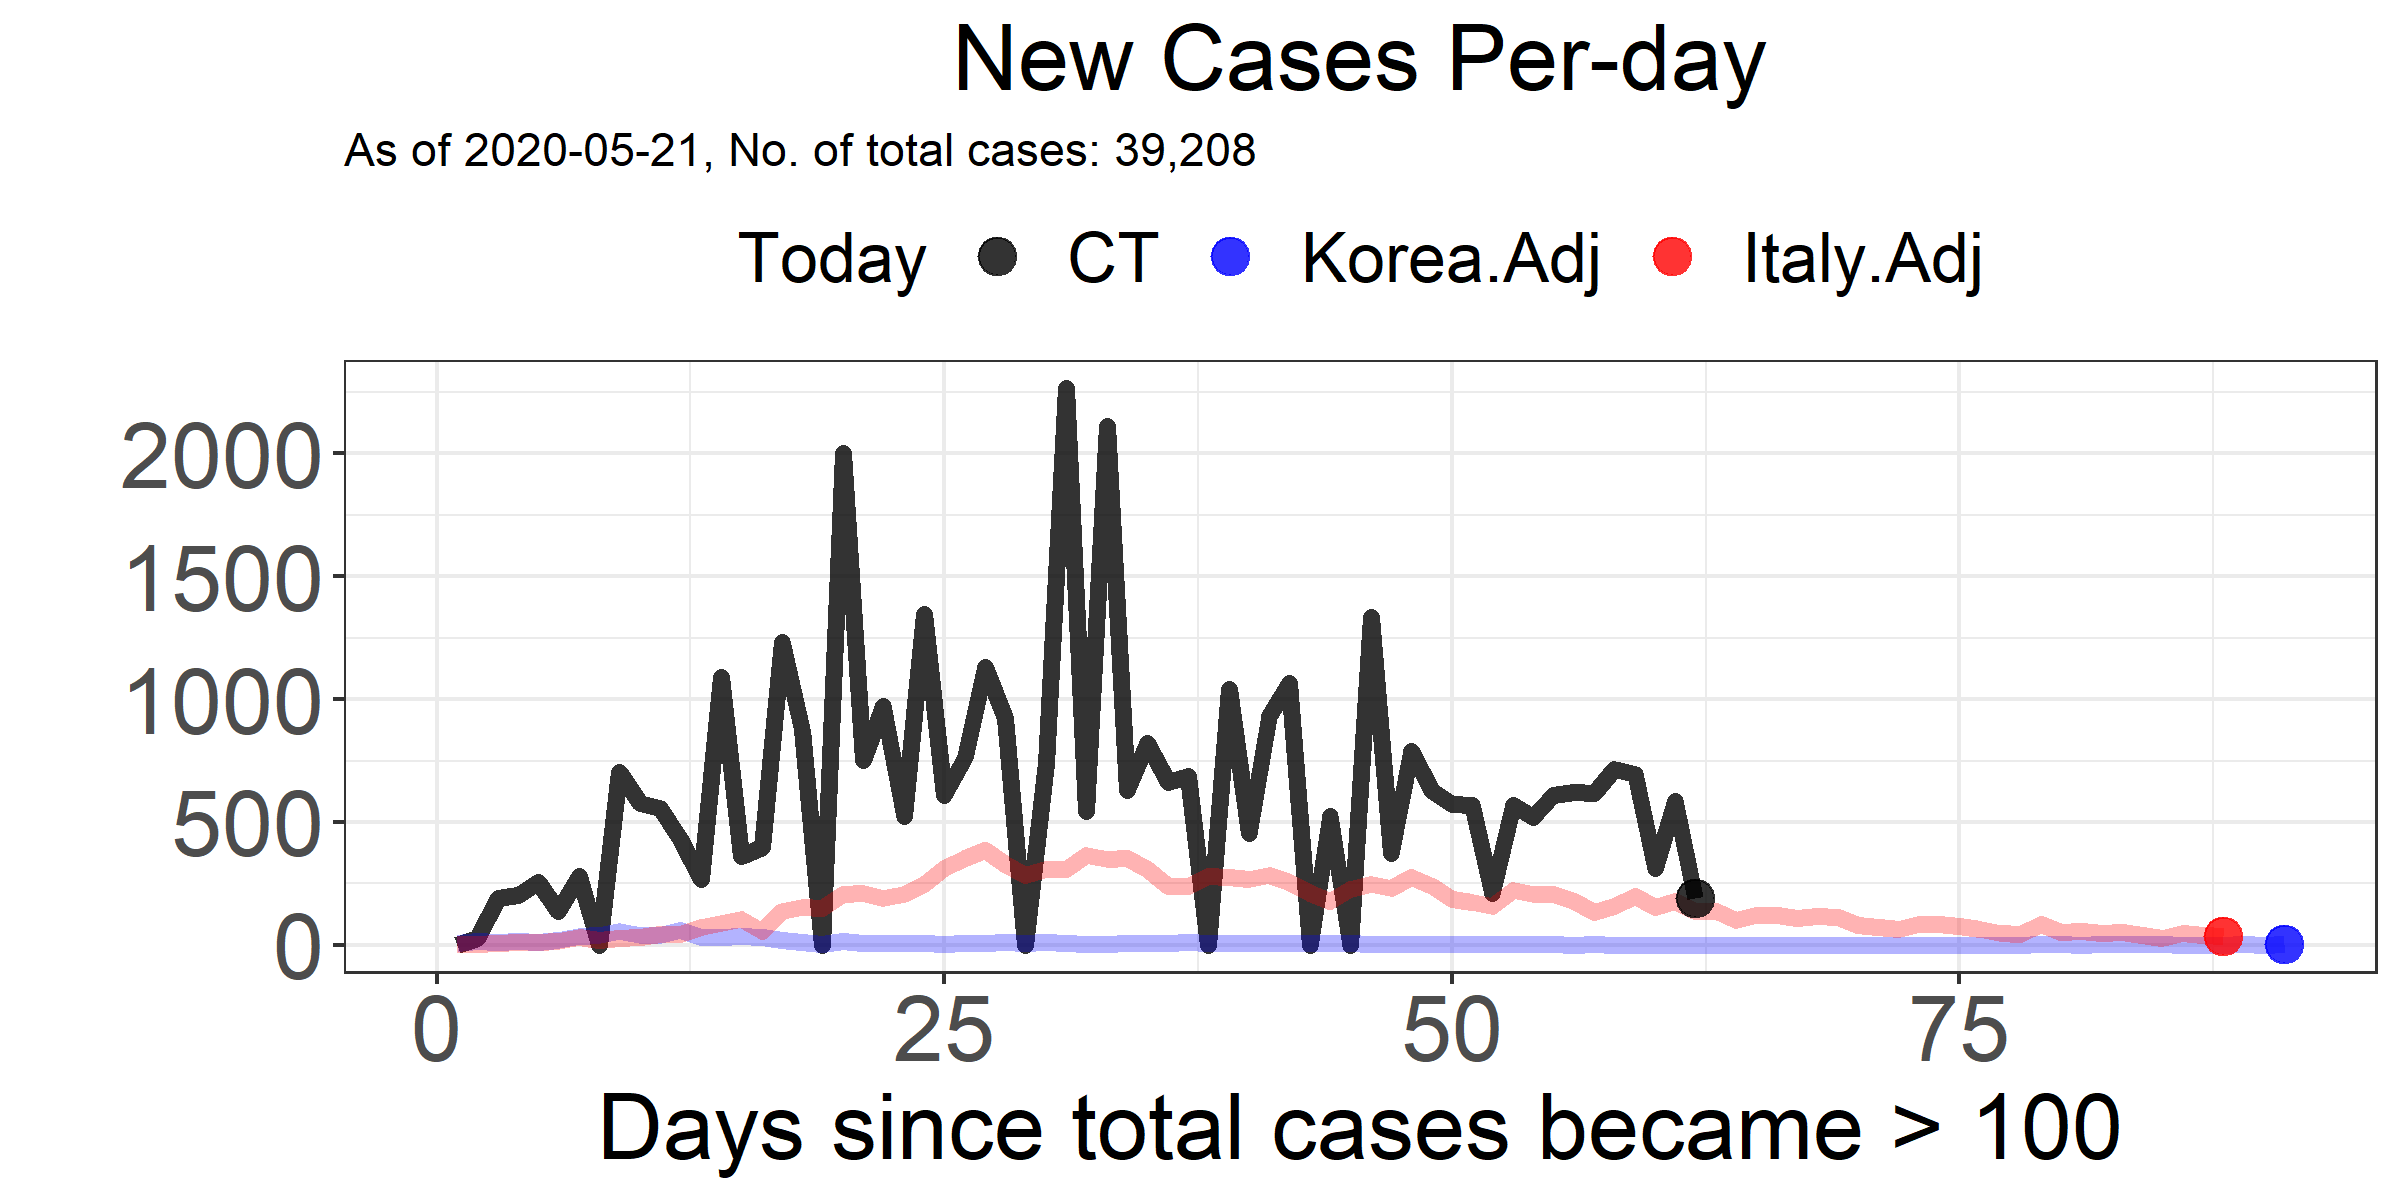 New Cases Per-day
As of 2020-05-21, No. of total cases: 39,208
Today CT Korea.Adj Italy.Adj
2000
1500
1000
500
0
0 25 50 75
Days since total cases became > 100